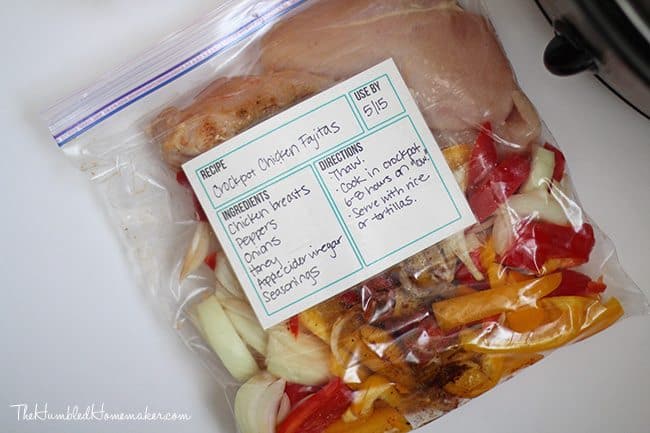 RECIPE
Crockpot Chicken Fajitas
USE BY
5/15
INGREDIENTS
Chicken breasts
Peppers
Onions
Honey
Apple cider vinegar
Seasonings
DIRECTIONS
Thaw.
• Cook in crockpot
6-8 hours on "low".
• Serve with rice
or tortillas.
THEHUMBLEDHOMEMAKER.COM